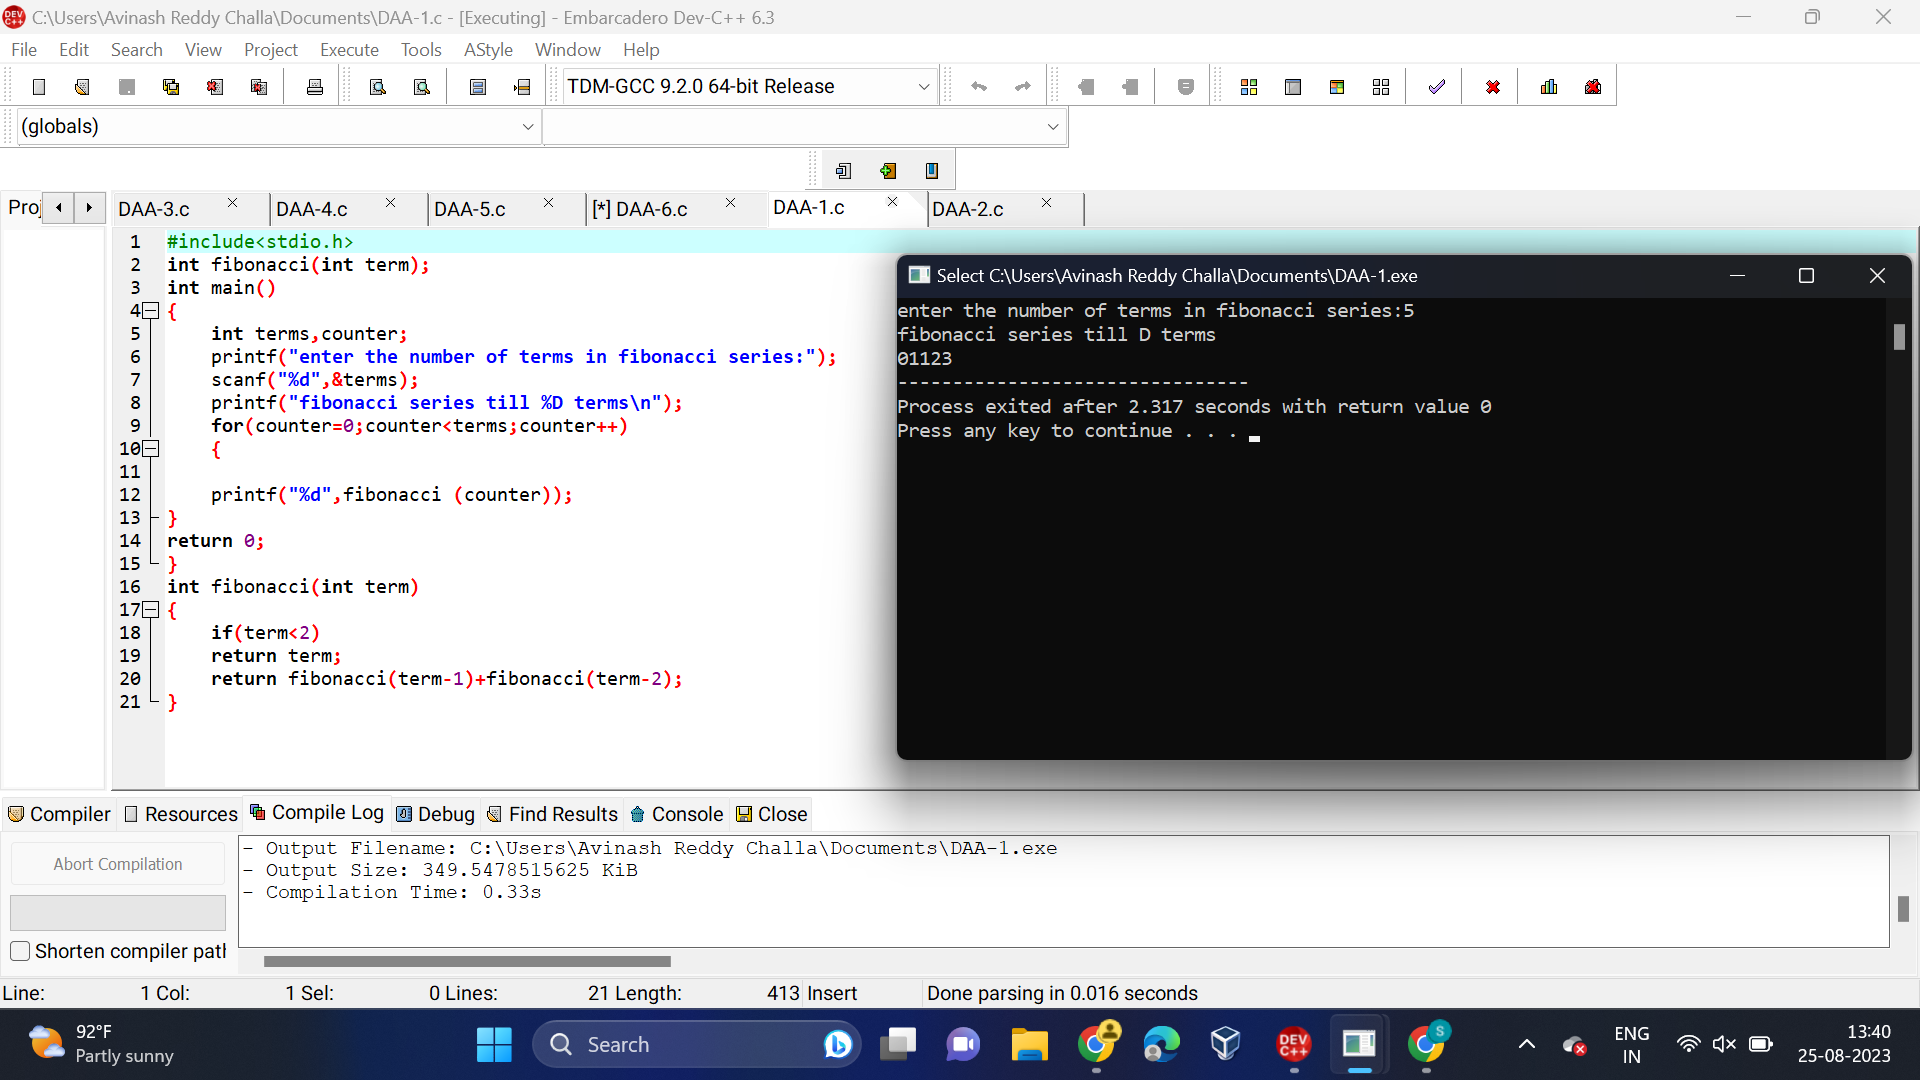 DEV C++ C:\Users\Avinash Reddy Challa\Documents\DAA-1.c - [Executing] - Embarcadero Dev-C++ 6.3
File Edit Search View Project Execute Tools AStyle Window Help
TDM-GCC 9.2.0 64-bit Release
(globals)
Proj DAA-3.c DAA-4.c DAA-5.c [*] DAA-6.c DAA-1.c DAA-2.c
1 #include<stdio.h>
2 int fibonacci(int term);
3 int main()
4 {
5 int terms,counter;
6 printf("enter the number of terms in fibonacci series:");
7 scanf("%d",&terms);
8 printf("fibonacci series till %D terms\n");
9 for(counter=0;counter<terms;counter++)
10 {
11
12 printf("%d",fibonacci (counter));
13 }
14 return 0;
15 }
16 int fibonacci(int term)
17 {
18 if(term<2)
19 return term;
20 return fibonacci(term-1)+fibonacci(term-2);
21 }
Select C:\Users\Avinash Reddy Challa\Documents\DAA-1.exe
enter the number of terms in fibonacci series:5
fibonacci series till D terms
01123
--------------------------------
Process exited after 2.317 seconds with return value 0
Press any key to continue . . .
Compiler Resources Compile Log Debug Find Results Console Close
Abort Compilation
Shorten compiler path
- Output Filename: C:\Users\Avinash Reddy Challa\Documents\DAA-1.exe
- Output Size: 349.5478515625 KiB
- Compilation Time: 0.33s
Line: 1 Col: 1 Sel: 0 Lines: 21 Length: 413 Insert Done parsing in 0.016 seconds
92°F
Partly sunny
Search
DEV C++
S
ENG
IN
13:40
25-08-2023